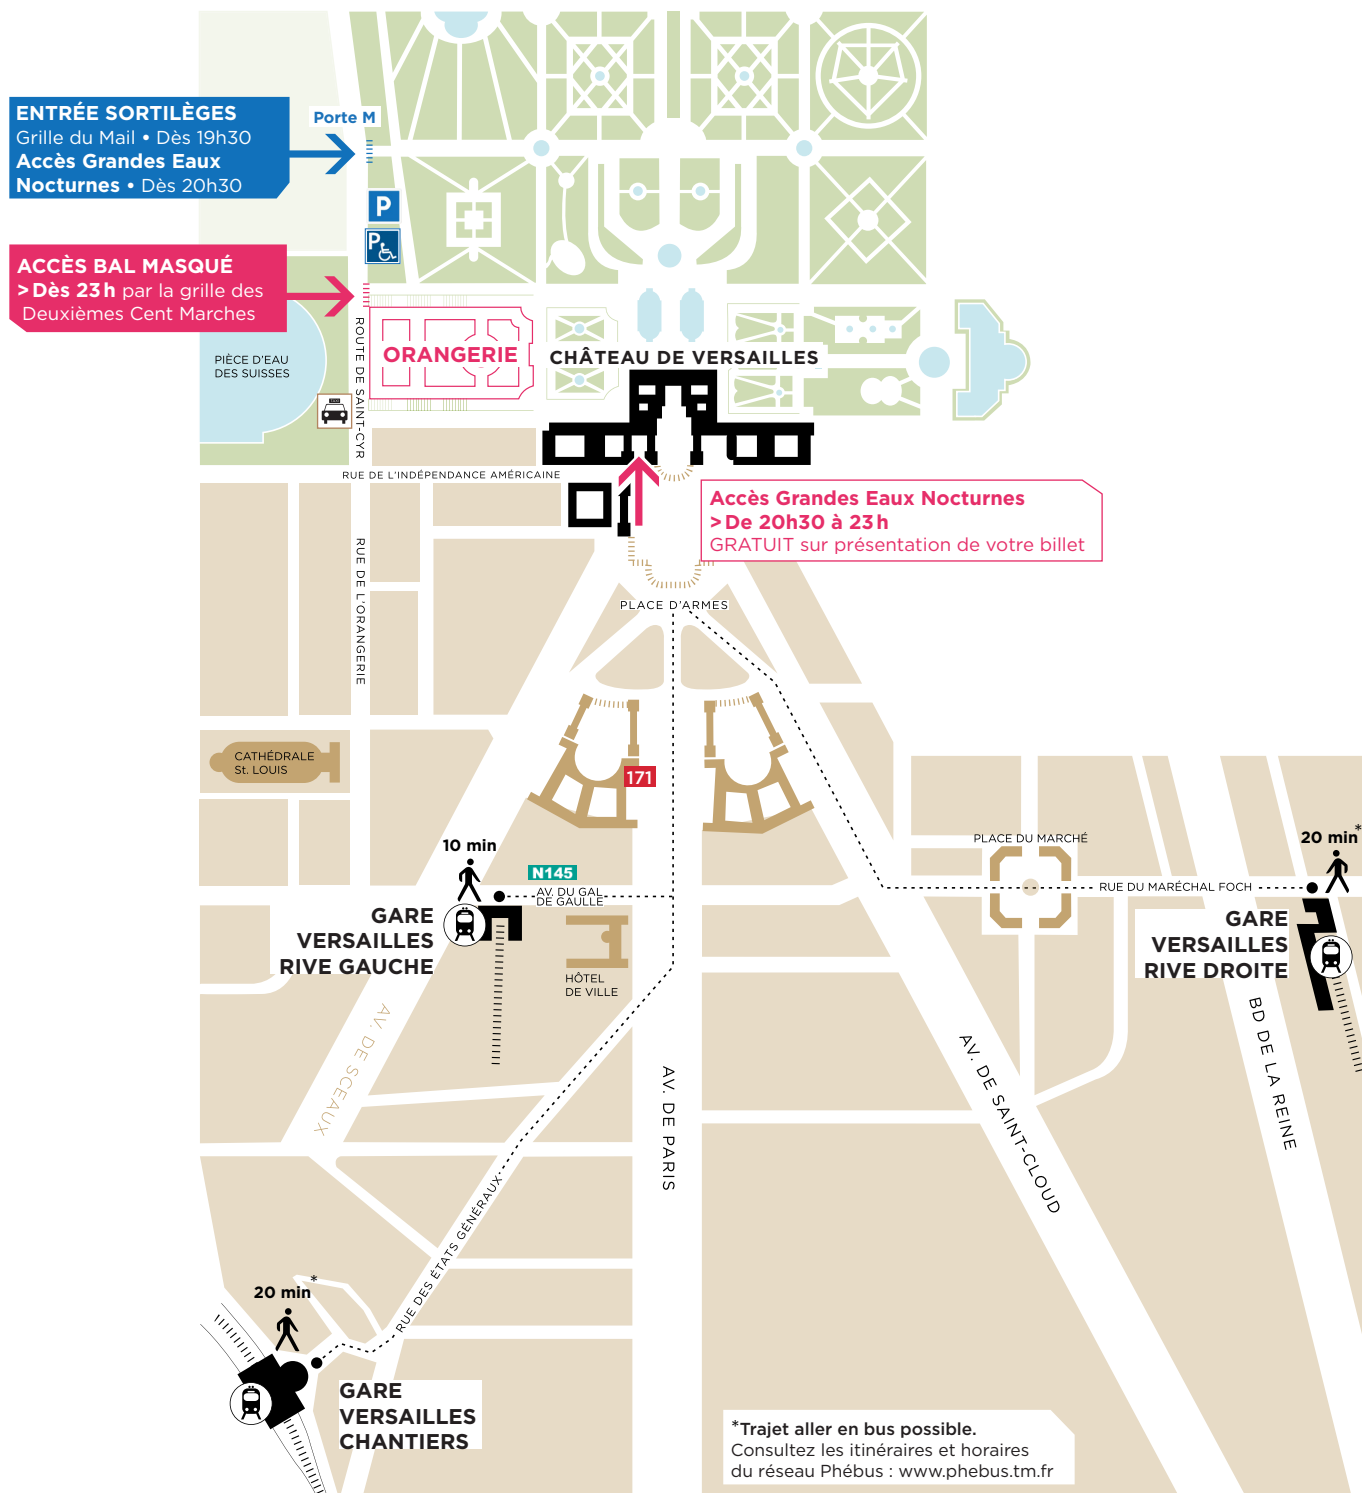 ENTRÉE SORTILÈGES
Grille du Mail • Dès 19h30
Accès Grandes Eaux
Nocturnes • Dès 20h30
Porte M
P
P
ACCÈS BAL MASQUÉ
>Dès 23h par la grille des
Deuxièmes Cent Marches
PIÈCE D'EAU
DES SUISSES
ROUTE DE SAINT-CYR
ORANGERIE
CHÂTEAU DE VERSAILLES
TAXI
RUE DE L'INDÉPENDANCE AMÉRICAINE
Accès Grandes Eaux Nocturnes
>De 20h30 à 23h
GRATUIT sur présentation de votre billet
RUE DE L'ORANGERIE
PLACE D'ARMES
CATHÉDRALE
St. LOUIS
171
10 min
N145
AV. DU GAL
DE GAULLE
GARE
VERSAILLES
RIVE GAUCHE
HÔTEL
DE VILLE
PLACE DU MARCHÉ
20 min*
RUE DU MARÉCHAL FOCH
GARE
VERSAILLES
RIVE DROITE
AV. DE SCEAUX
AV. DE PARIS
AV. DE SAINT-CLOUD
BD DE LA REINE
RUE DES ÉTATS GÉNÉRAUX
20 min*
GARE
VERSAILLES
CHANTIERS
*Trajet aller en bus possible.
Consultez les itinéraires et horaires
du réseau Phébus : www.phebus.tm.fr